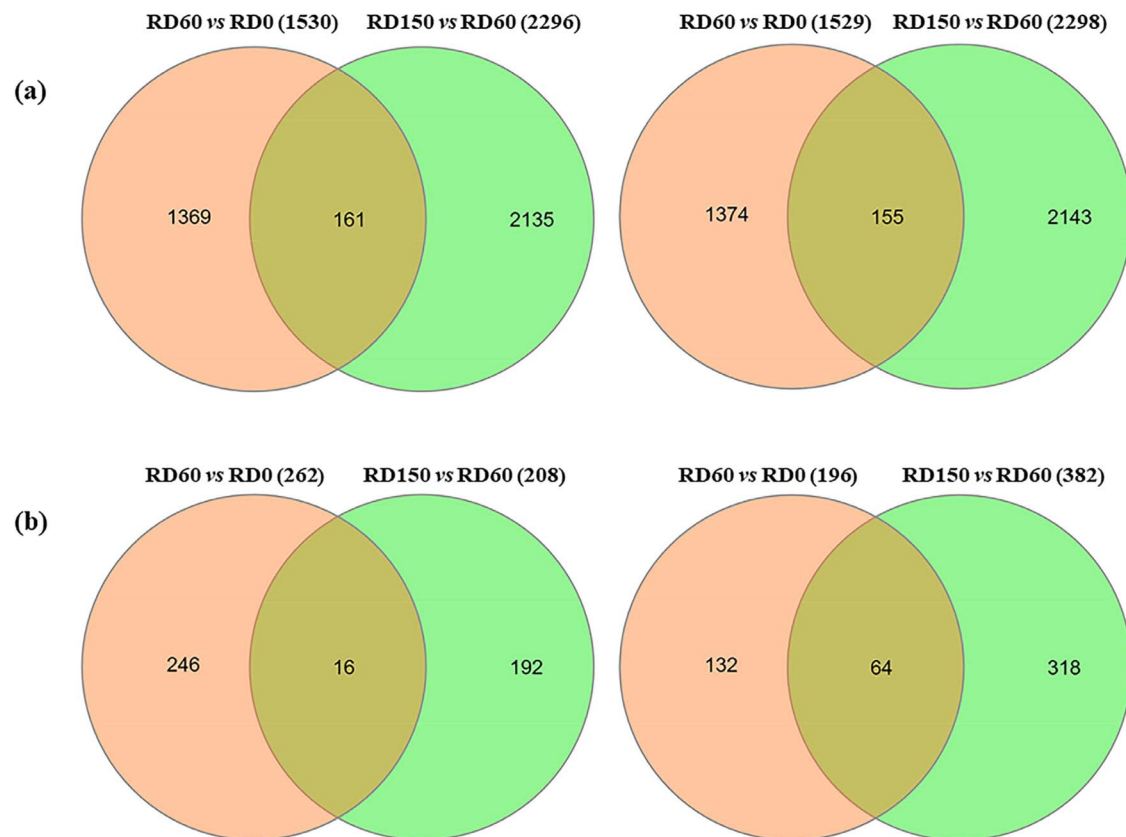 RD60 vs RD0 (1530) RD150 vs RD60 (2296) RD60 vs RD0 (1529) RD150 vs RD60 (2298)
(a)
1369 161 2135 1374 155 2143
RD60 vs RD0 (262) RD150 vs RD60 (208) RD60 vs RD0 (196) RD150 vs RD60 (382)
(b)
246 16 192 132 64 318